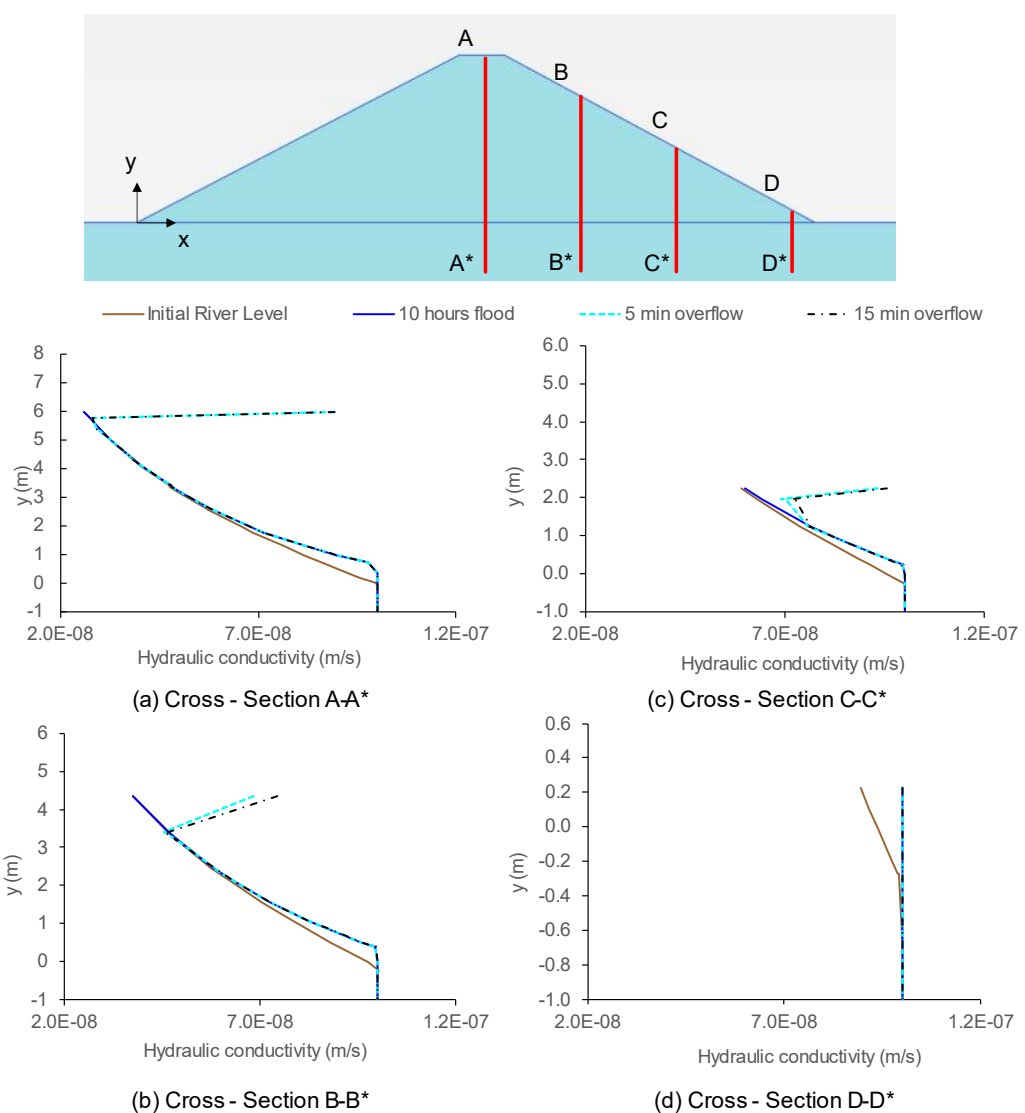 A
B
C
D
y
x
A*
B*
C*
D*
Initial River Level
10 hours flood
5 min overflow
15 min overflow
8
7
6
5
4
3
2
1
0
-1
y (m)
2.0E-08
7.0E-08
1.2E-07
Hydraulic conductivity (m/s)
(a) Cross - Section A-A*
6.0
5.0
4.0
3.0
2.0
1.0
0.0
-1.0
y (m)
2.0E-08
7.0E-08
1.2E-07
Hydraulic conductivity (m/s)
(c) Cross - Section C-C*
6
5
4
3
2
1
0
-1
y (m)
2.0E-08
7.0E-08
1.2E-07
Hydraulic conductivity (m/s)
(b) Cross - Section B-B*
0.6
0.4
0.2
0.0
-0.2
-0.4
-0.6
-0.8
-1.0
y (m)
2.0E-08
7.0E-08
1.2E-07
Hydraulic conductivity (m/s)
(d) Cross - Section D-D*